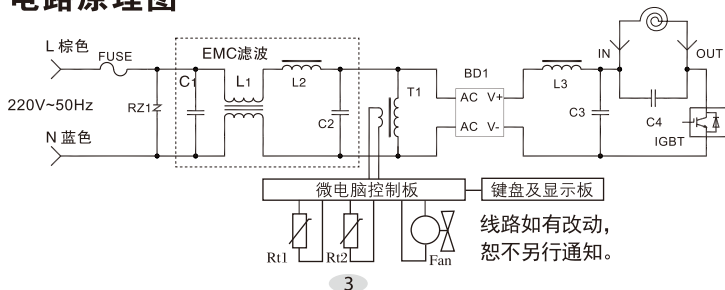 电路原理图
L 棕色
FUSE
EMC滤波
IN
OUT
C1
L1
L2
T1
BD1
L3
220V~50Hz
RZ1
C2
AC V+
AC V-
C3
C4
IGBT
N 蓝色
微电脑控制板
键盘及显示板
Rt1
Rt2
Fan
线路如有改动，
恕不另行通知。
3